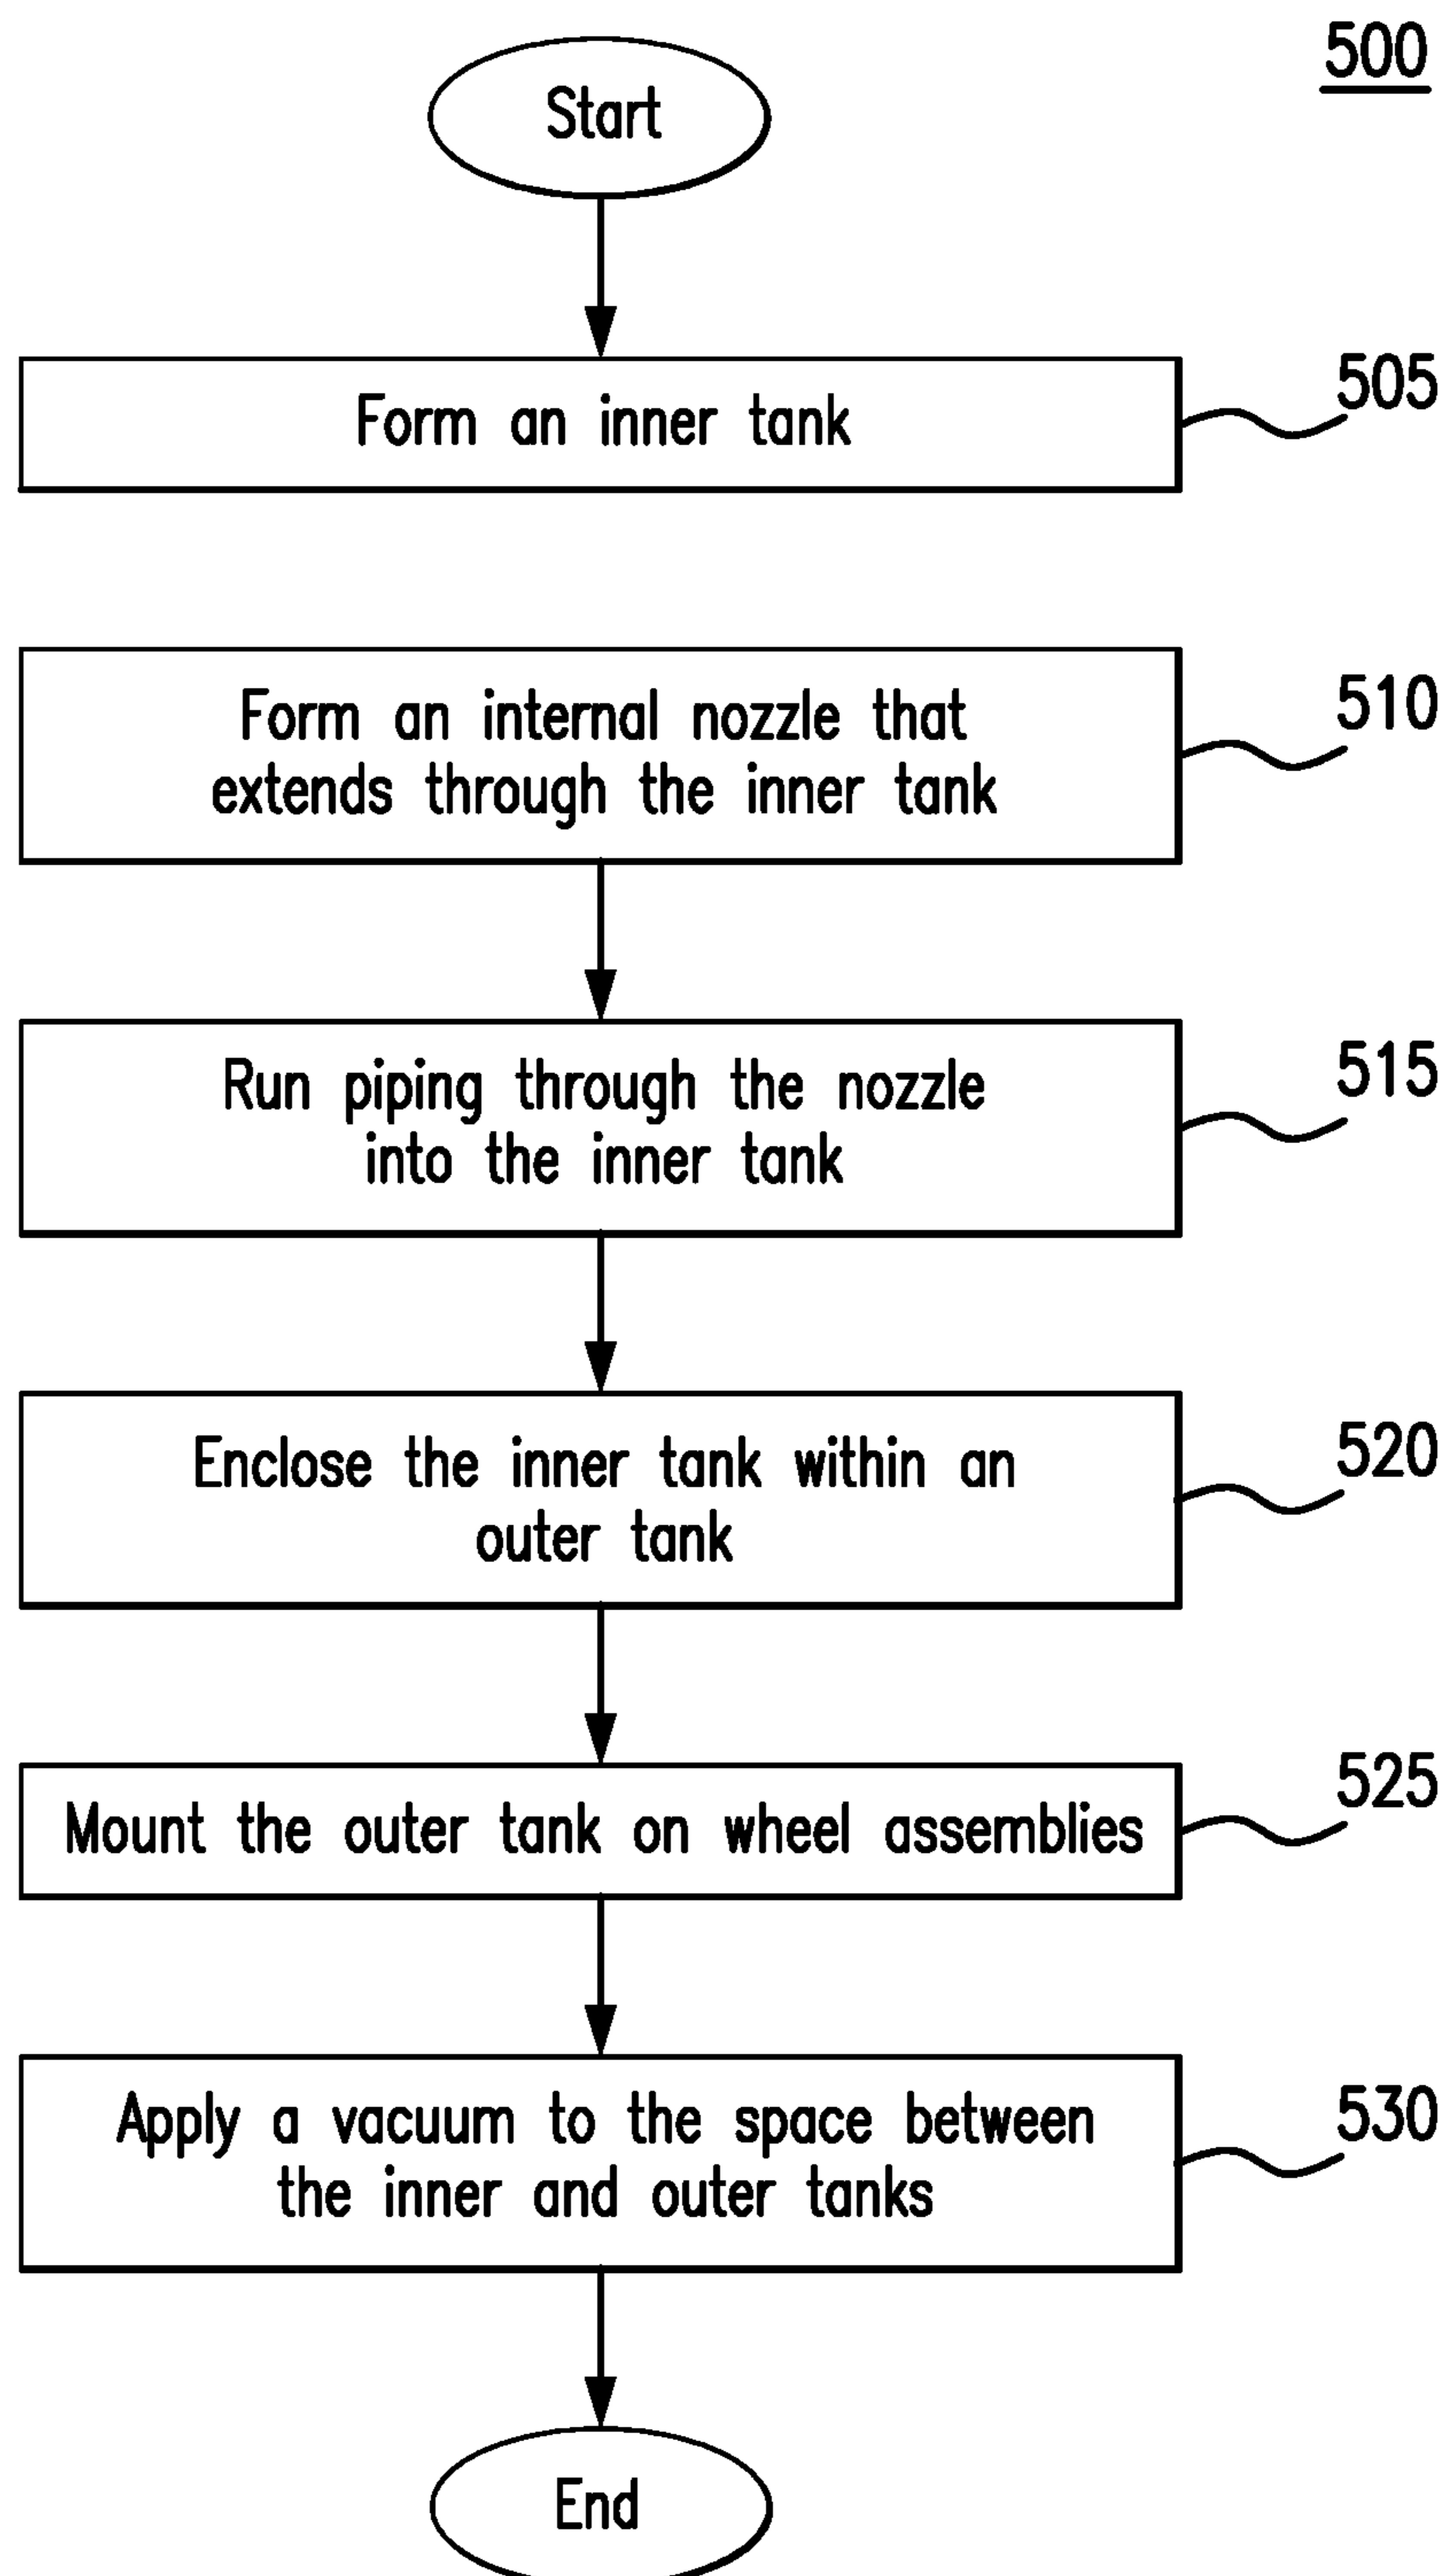 500
Start
Form an inner tank
505
Form an internal nozzle that
extends through the inner tank
510
Run piping through the nozzle
into the inner tank
515
Enclose the inner tank within an
outer tank
520
Mount the outer tank on wheel assemblies
525
Apply a vacuum to the space between
the inner and outer tanks
530
End